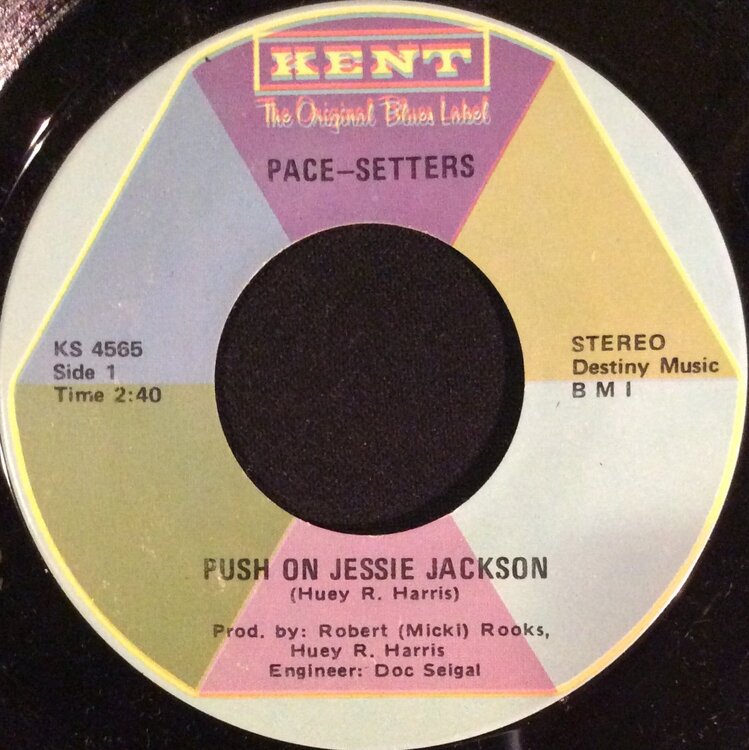 KENT
The Original Blues Label
PACE-SETTERS
KS 4565
Side 1
Time 2:40
STEREO
Destiny Music
B M I
PUSH ON JESSIE JACKSON
(Huey R. Harris)
Prod. by: Robert (Micki) Rooks,
Huey R. Harris
Engineer: Doc Seigal